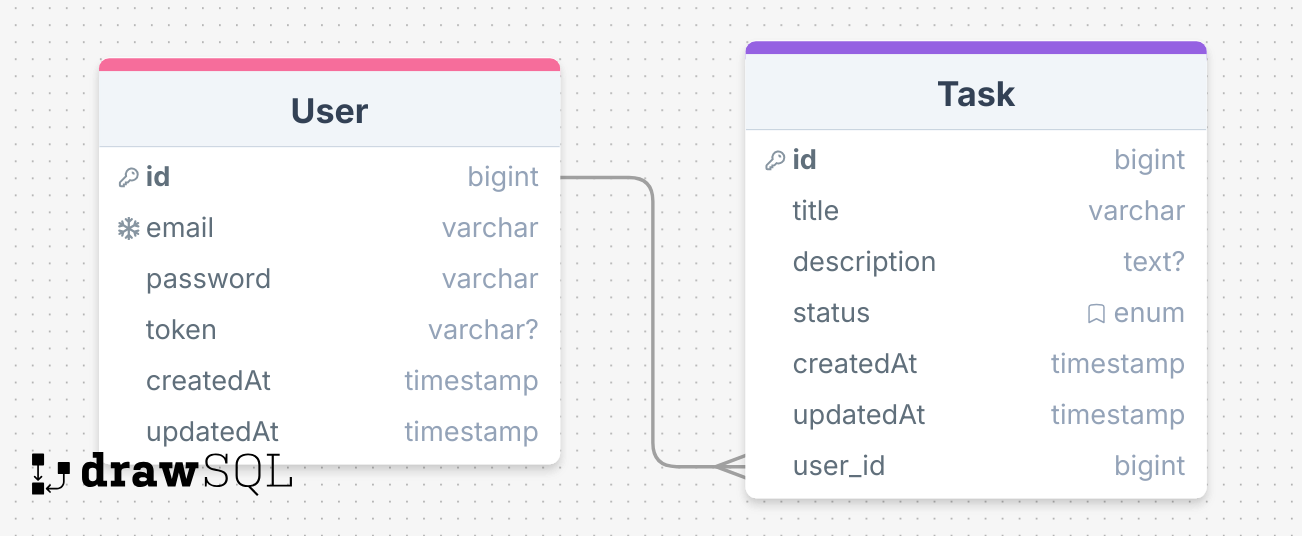 User
id bigint
email varchar
password varchar
token varchar?
createdAt timestamp
updatedAt timestamp
drawSQL
Task
id bigint
title varchar
description text?
status enum
createdAt timestamp
updatedAt timestamp
user_id bigint